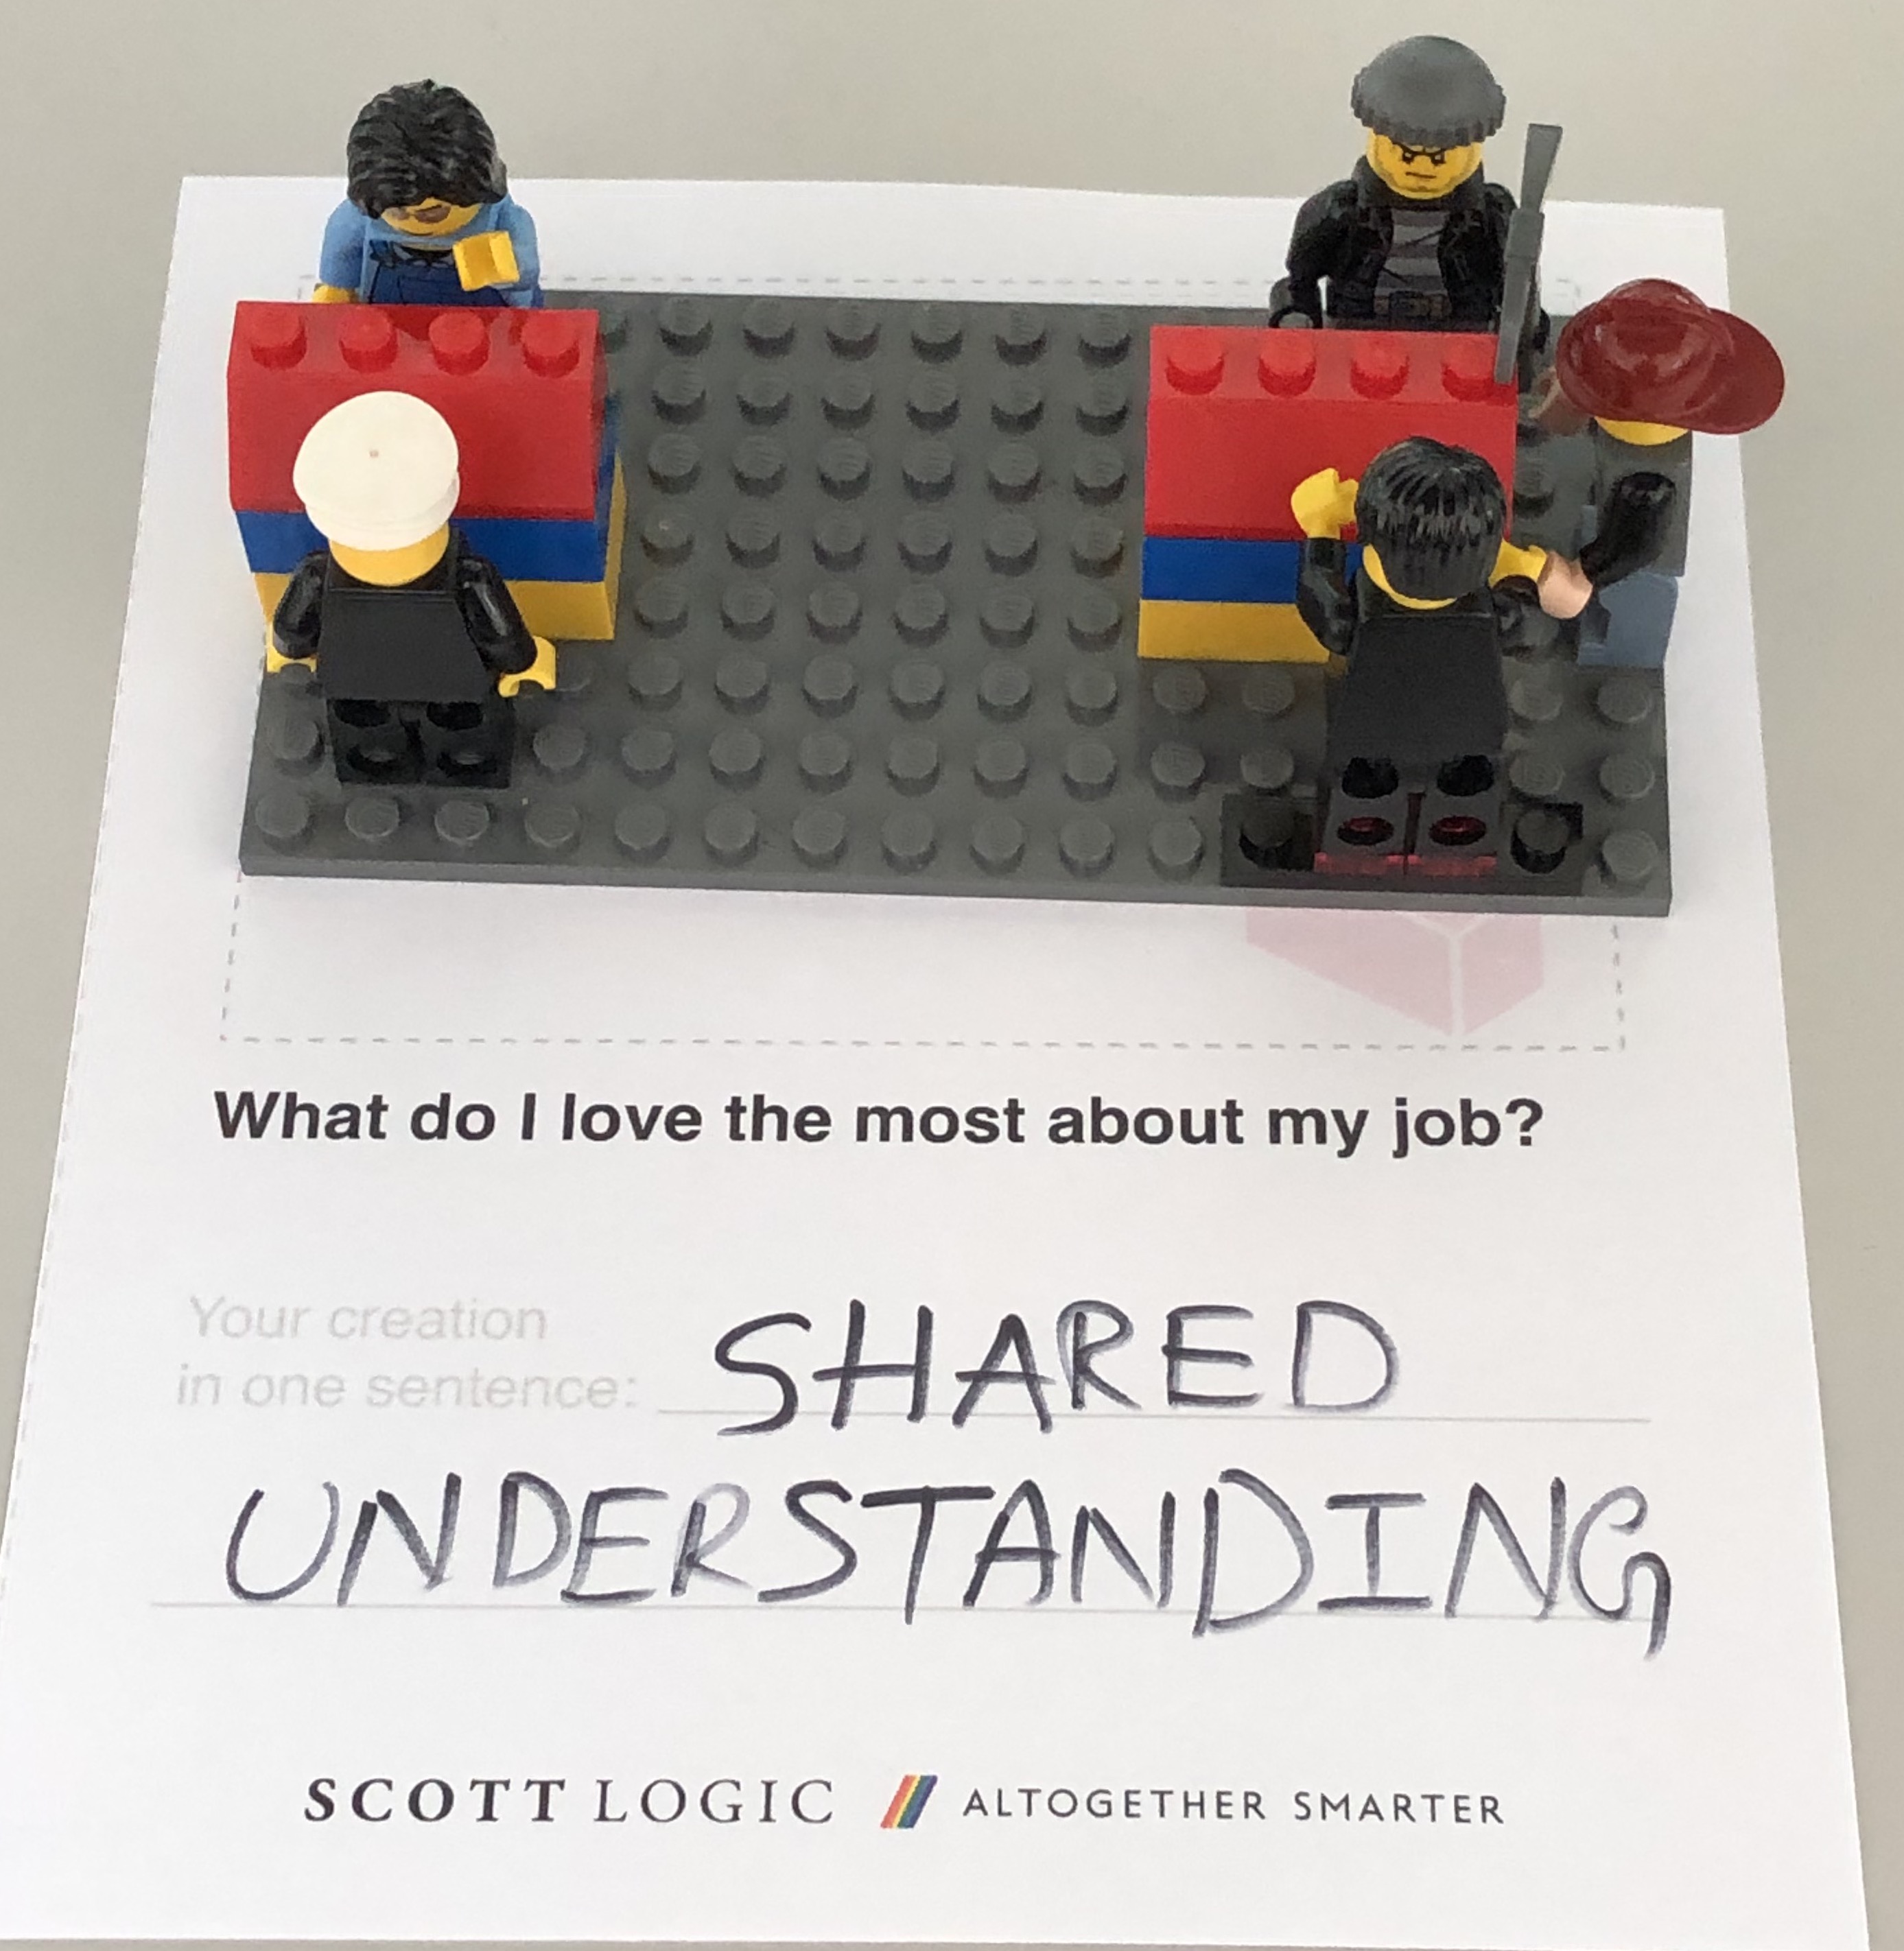 What do I love the most about my job?
Your creation
in one sentence: SHARED
UNDERSTANDING
SCOTT LOGIC ALTOGETHER SMARTER